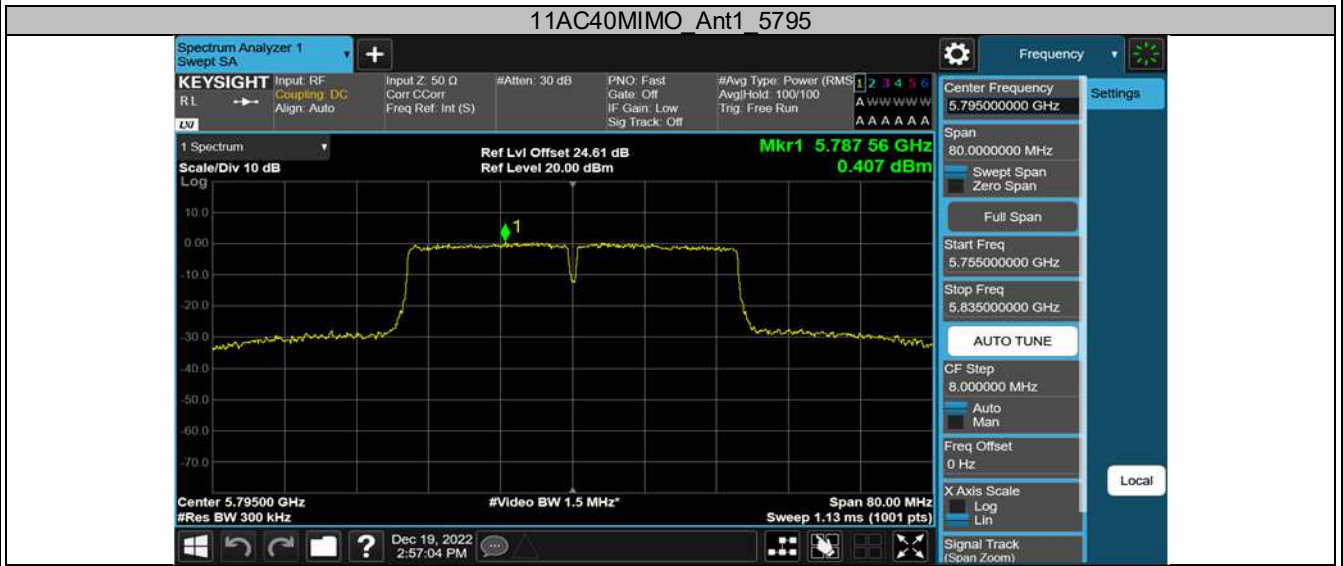 11AC40MIMO_Ant1_5795
Spectrum Analyzer 1
Swept SA
Frequency
KEYSIGHT
RL
LXI
Input: RF
Coupling: DC
Align: Auto
Input Z: 50 Ω
Corr CCorr
Freq Ref: Int (S)
#Atten: 30 dB
PNO: Fast
Gate: Off
IF Gain: Low
Sig Track: Off
#Avg Type: Power (RMS
Avg|Hold: 100/100
Trig: Free Run
1 2 3 4 5 6
A W W W W W
A A A A A A
1 Spectrum
Scale/Div 10 dB
Log
Ref Lvl Offset 24.61 dB
Ref Level 20.00 dBm
Mkr1 5.787 56 GHz
0.407 dBm
10.0
0.00
-10.0
-20.0
-30.0
-40.0
-50.0
-60.0
-70.0
1
Center 5.79500 GHz
#Res BW 300 kHz
#Video BW 1.5 MHz*
Span 80.00 MHz
Sweep 1.13 ms (1001 pts)
Dec 19, 2022
2:57:04 PM
Center Frequency
5.795000000 GHz
Span
80.0000000 MHz
Swept Span
Zero Span
Full Span
Start Freq
5.755000000 GHz
Stop Freq
5.835000000 GHz
AUTO TUNE
CF Step
8.000000 MHz
Auto
Man
Freq Offset
0 Hz
X Axis Scale
Log
Lin
Signal Track
(Span Zoom)
Settings
Local